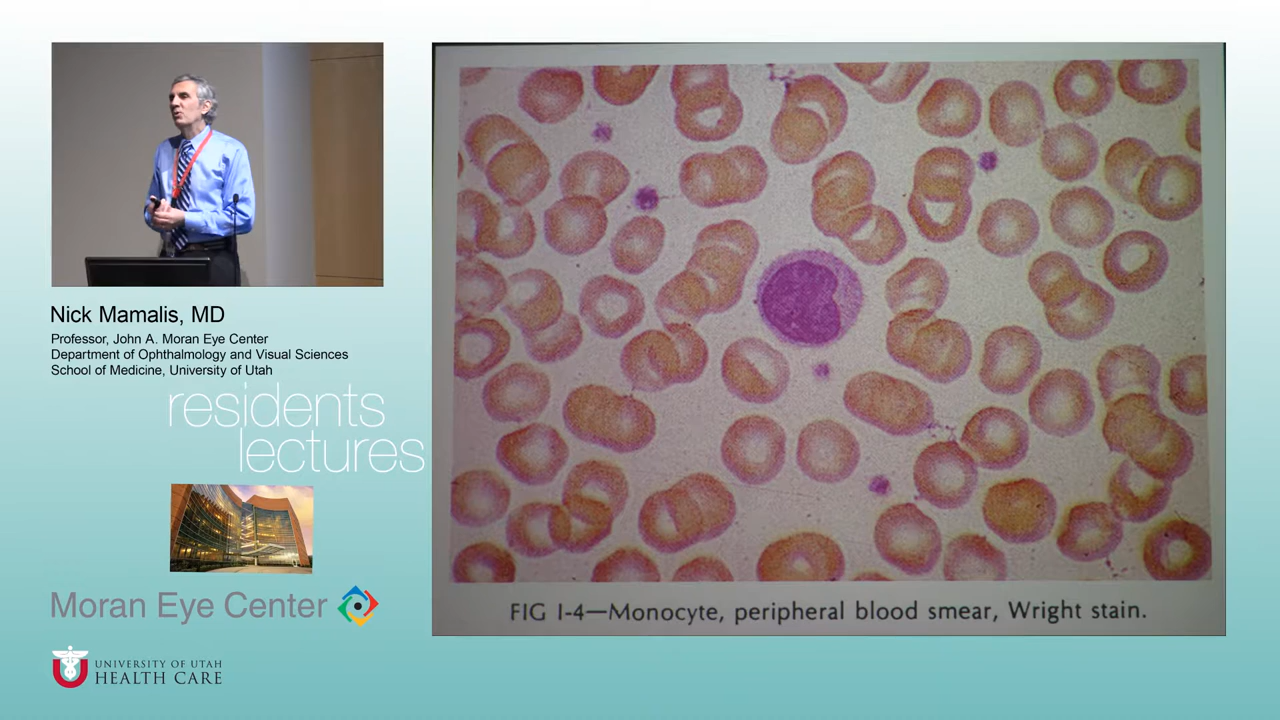 Nick Mamalis, MD
Professor, John A. Moran Eye Center
Department of Ophthalmology and Visual Sciences
School of Medicine, University of Utah
residents
lectures
Moran Eye Center
UNIVERSITY OF UTAH
HEALTH CARE
FIG I-4—Monocyte, peripheral blood smear, Wright stain.